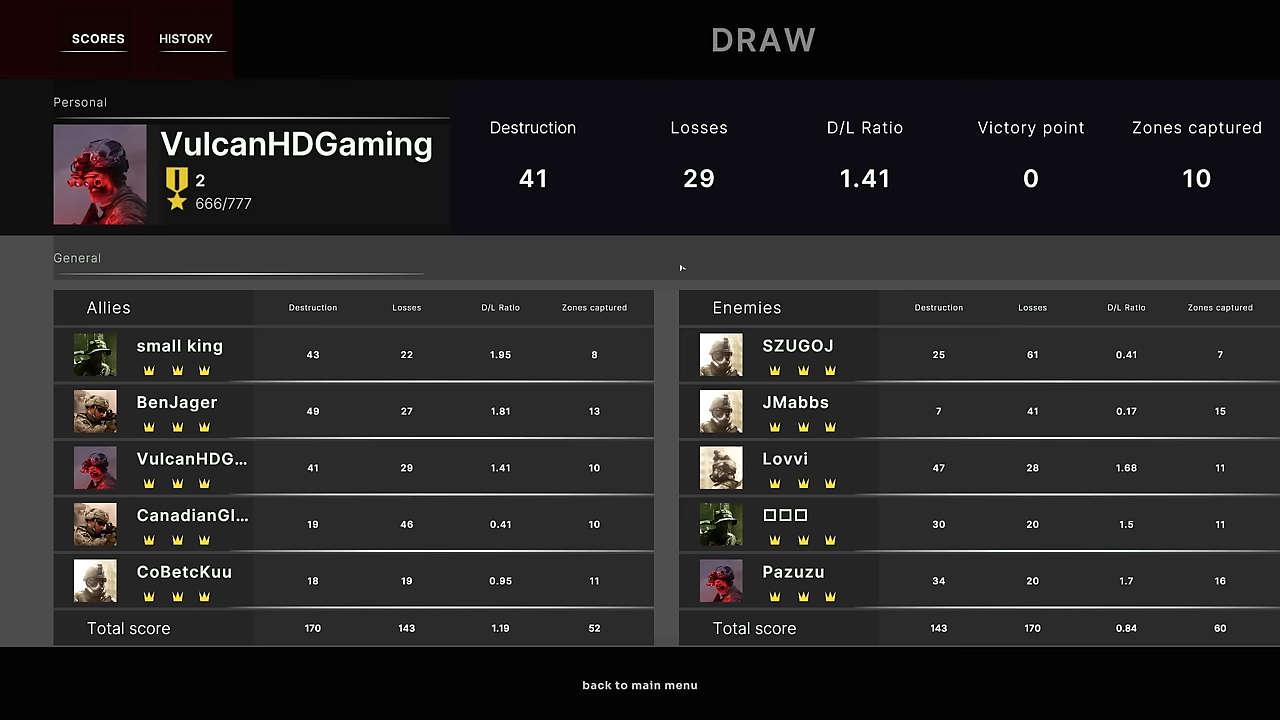 SCORES HISTORY DRAW
Personal
VulcanHDGaming
2
666/777
Destruction Losses D/L Ratio Victory point Zones captured
41 29 1.41 0 10
General
Allies Destruction Losses D/L Ratio Zones captured
small king 43 22 1.95 8
BenJager 49 27 1.81 13
VulcanHDG... 41 29 1.41 10
CanadianGl... 19 46 0.41 10
CoBetcKuu 18 19 0.95 11
Total score 170 143 1.19 52
Enemies Destruction Losses D/L Ratio Zones captured
SZUGOJ 25 61 0.41 7
JMabbs 7 41 0.17 15
Lovvi 47 28 1.68 11
□□□ 30 20 1.5 11
Pazuzu 34 20 1.7 16
Total score 143 170 0.84 60
back to main menu